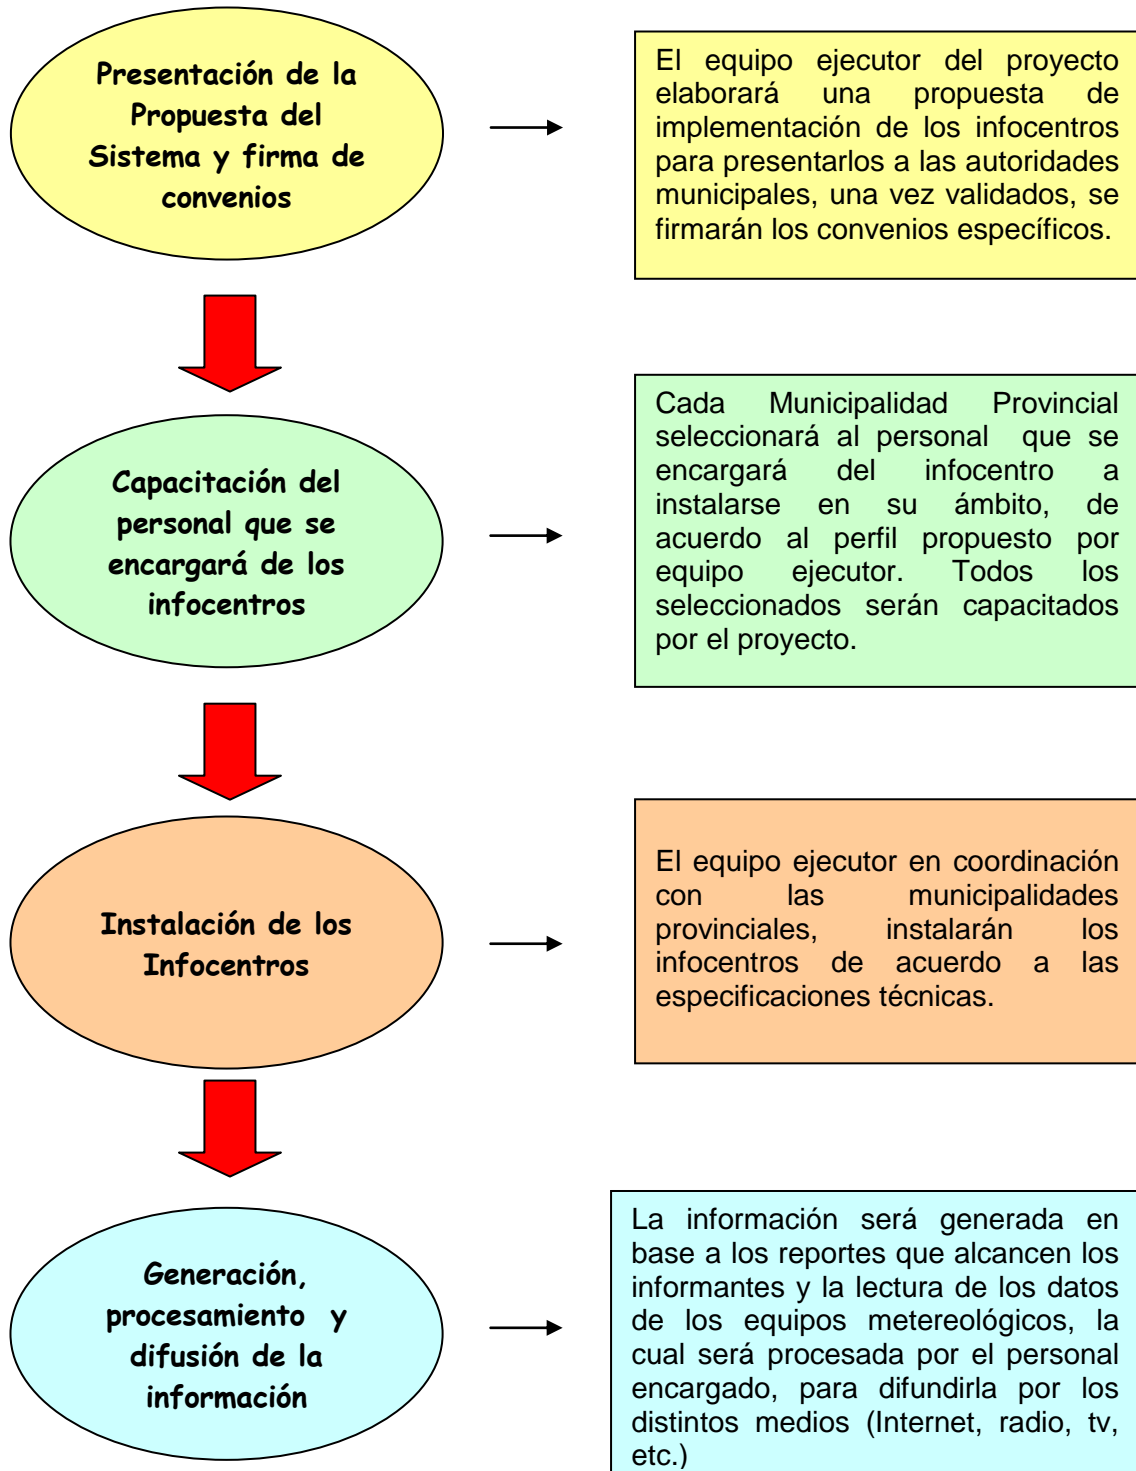 Presentación de la
Propuesta del
Sistema y firma de
convenios
El equipo ejecutor del proyecto
elaborará una propuesta de
implementación de los infocentros
para presentarlos a las autoridades
municipales, una vez validados, se
firmarán los convenios específicos.
Capacitación del
personal que se
encargará de los
infocentros
Cada Municipalidad Provincial
seleccionará al personal que se
encargará del infocentro a
instalarse en su ámbito, de
acuerdo al perfil propuesto por
equipo ejecutor. Todos los
seleccionados serán capacitados
por el proyecto.
Instalación de los
Infocentros
El equipo ejecutor en coordinación
con las municipalidades
provinciales, instalarán los
infocentros de acuerdo a las
especificaciones técnicas.
Generación,
procesamiento y
difusión de la
información
La información será generada en
base a los reportes que alcancen los
informantes y la lectura de los datos
de los equipos metereológicos, la
cual será procesada por el personal
encargado, para difundirla por los
distintos medios (Internet, radio, tv,
etc.)